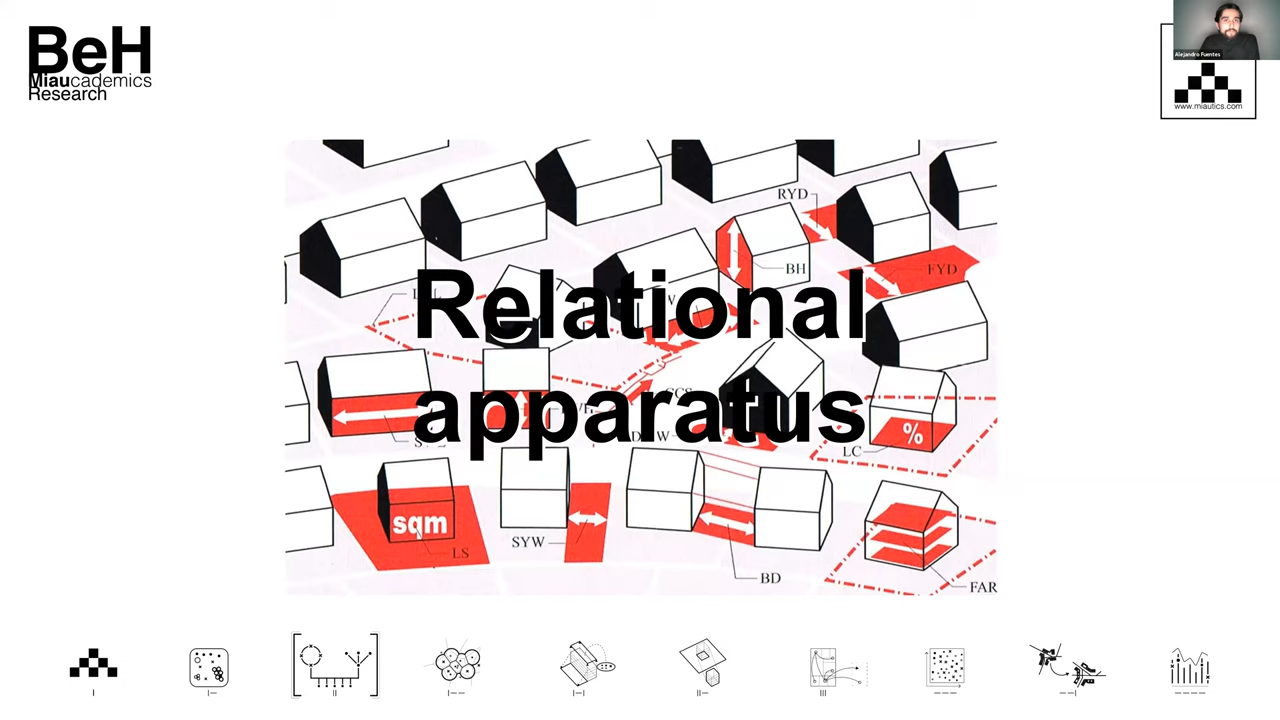 BeH
Miaucademics
Research
Alejandro Fuentes
www.miautics.com
RYD
BH
FYD
Relational
apparatus
LC
%
sqm
LS
SYW
BD
FAR